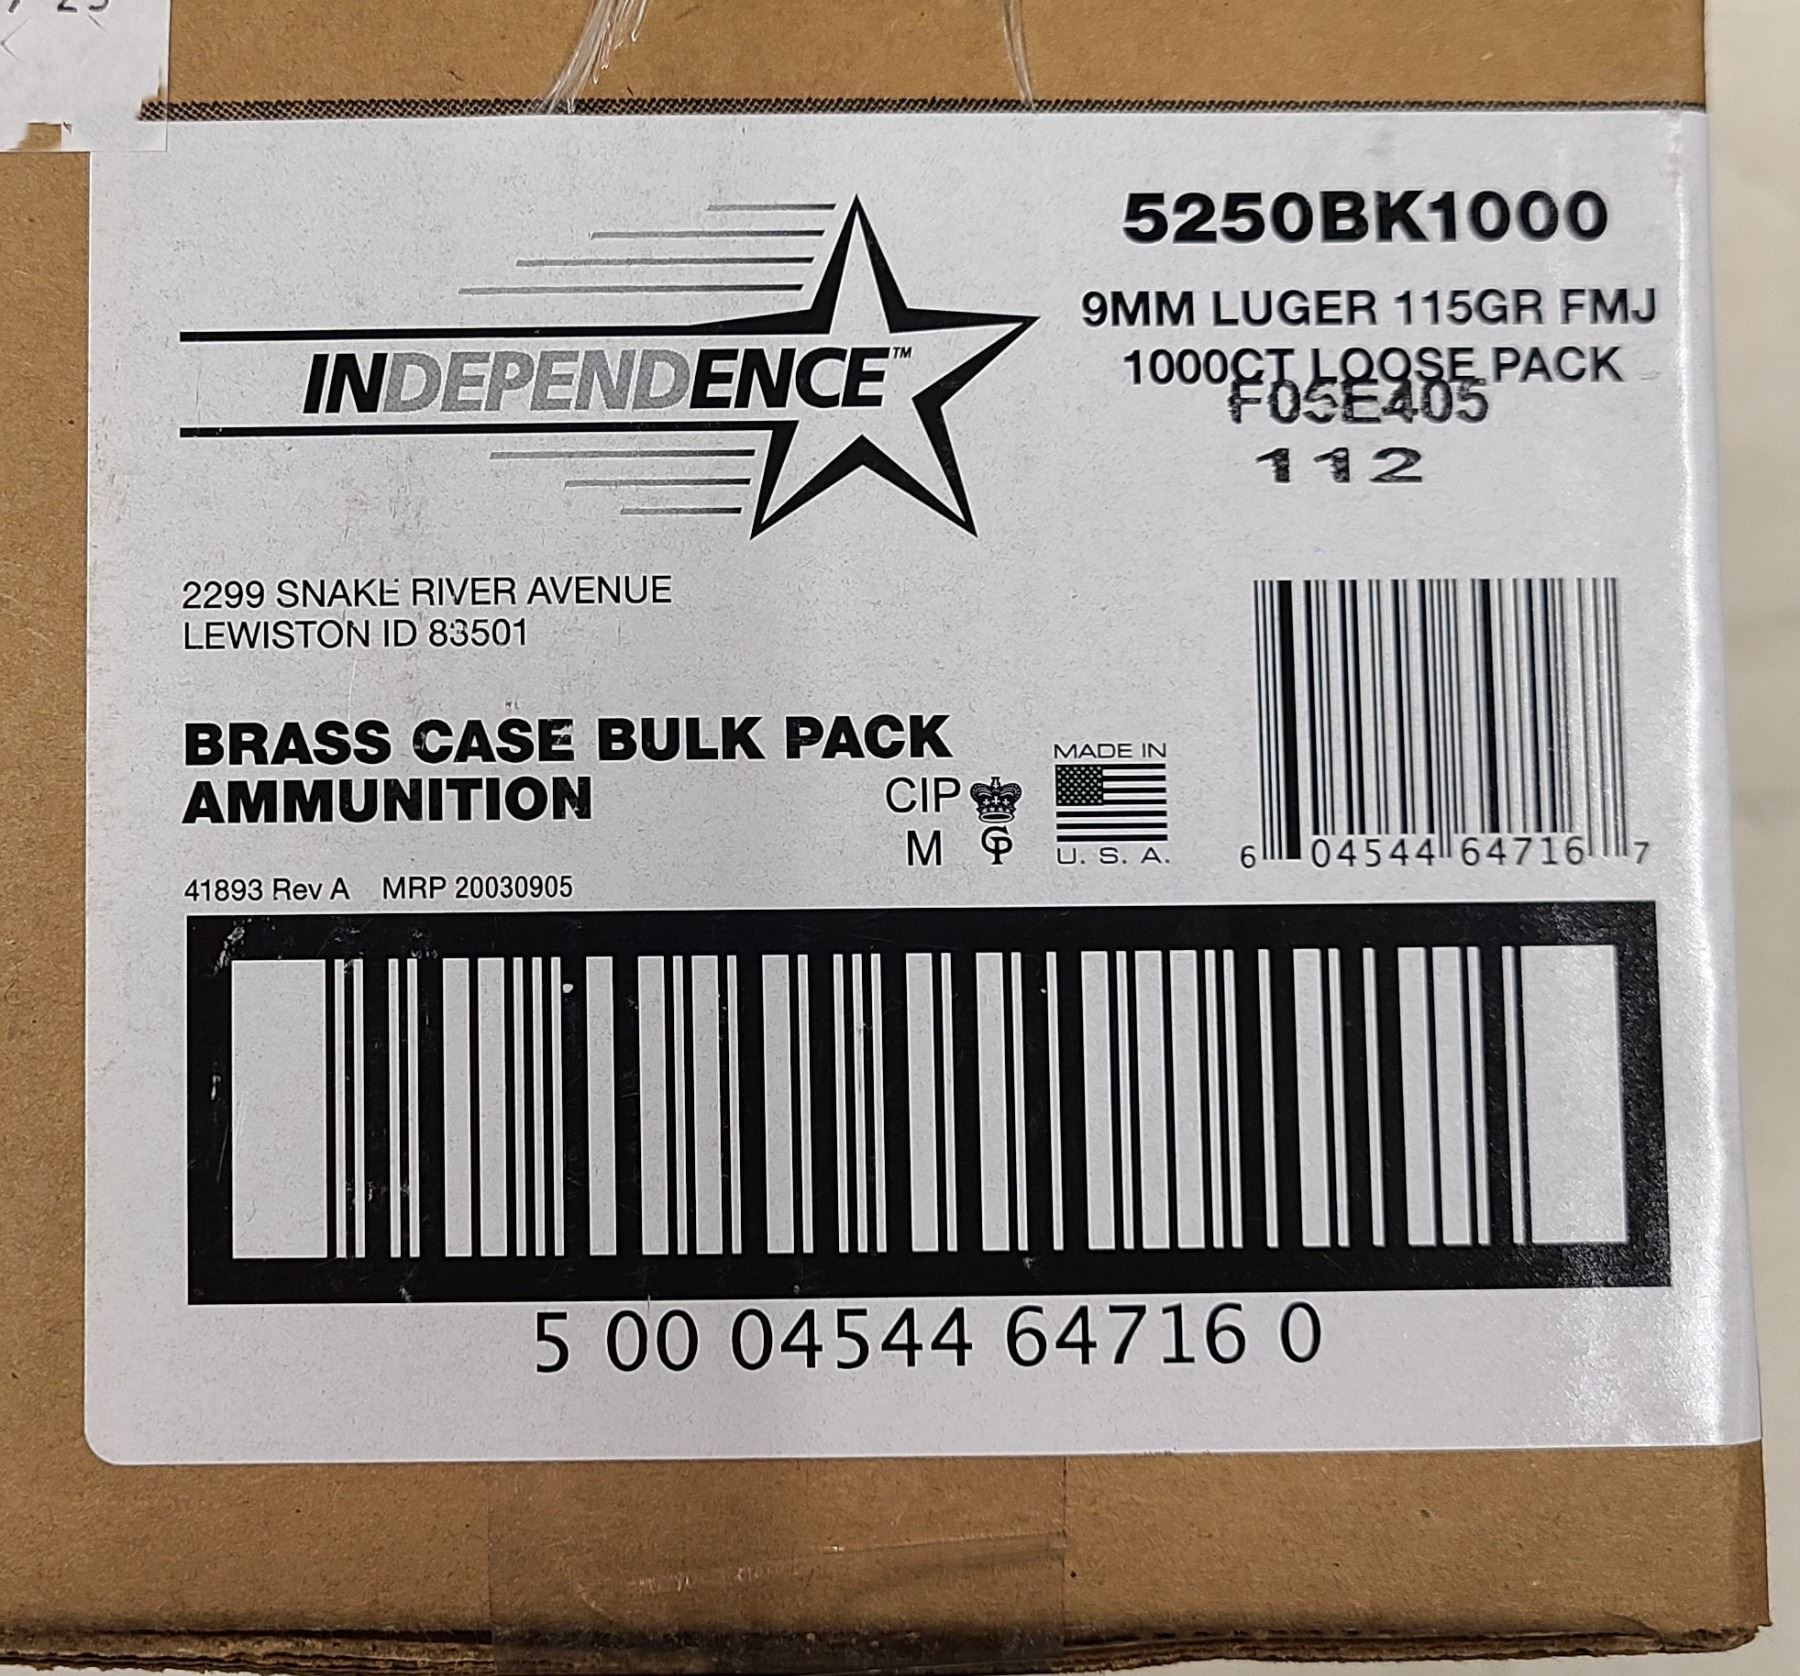 5250BK1000
INDEPENDENCE™
9MM LUGER 115GR FMJ
1000CT LOOSE PACK
F05E405
112
2299 SNAKE RIVER AVENUE
LEWISTON ID 83501
BRASS CASE BULK PACK
AMMUNITION
CIP
M
GP
MADE IN
U. S. A.
6 04544 64716 7
41893 Rev A MRP 20030905
5 00 04544 64716 0